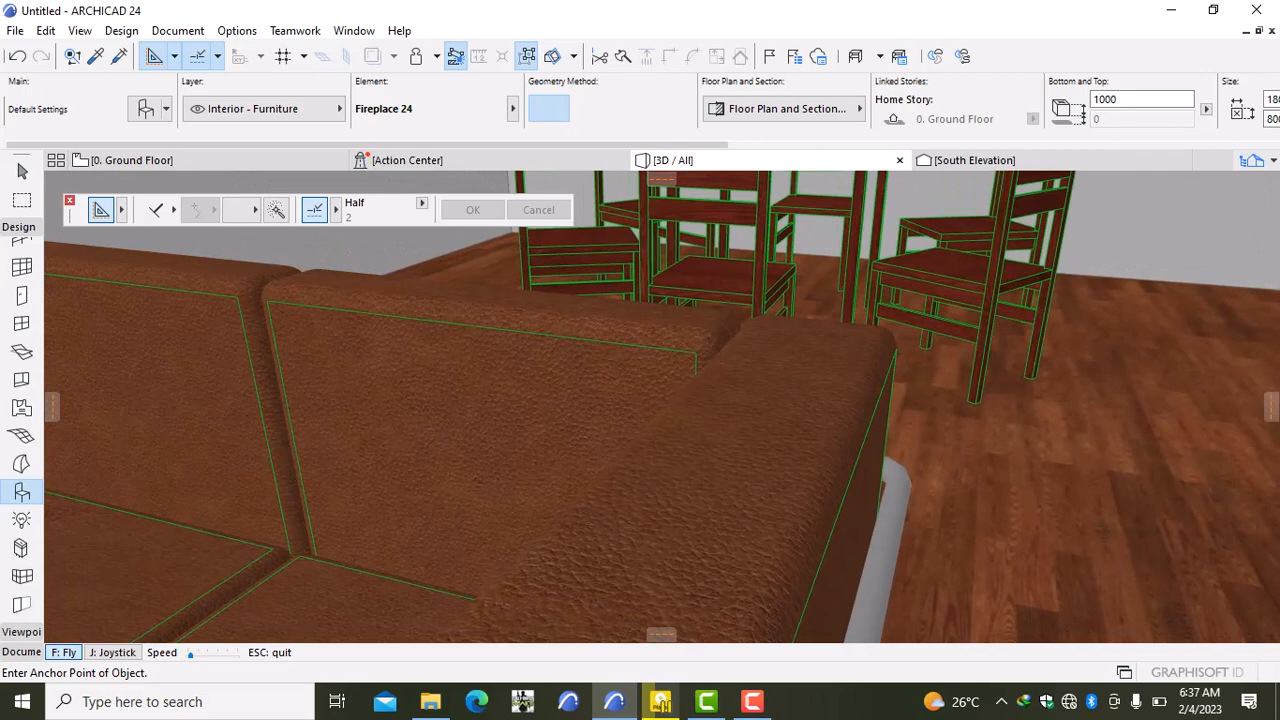 Untitled - ARCHICAD 24
File Edit View Design Document Options Teamwork Window Help
Main: Layer: Element: Geometry Method: Floor Plan and Section: Linked Stories: Bottom and Top: Size:
Default Settings Interior - Furniture Fireplace 24 Floor Plan and Section... Home Story: 1000
0. Ground Floor 0
[0. Ground Floor] [Action Center] [3D / All] [South Elevation]
Half
2
OK Cancel
Design
Viewpoi
Docume F: Fly J: Joystick Speed ESC: quit
Enter Anchor Point of Object. GRAPHISOFT ID
Type here to search 26°C 6:37 AM
2/4/2023